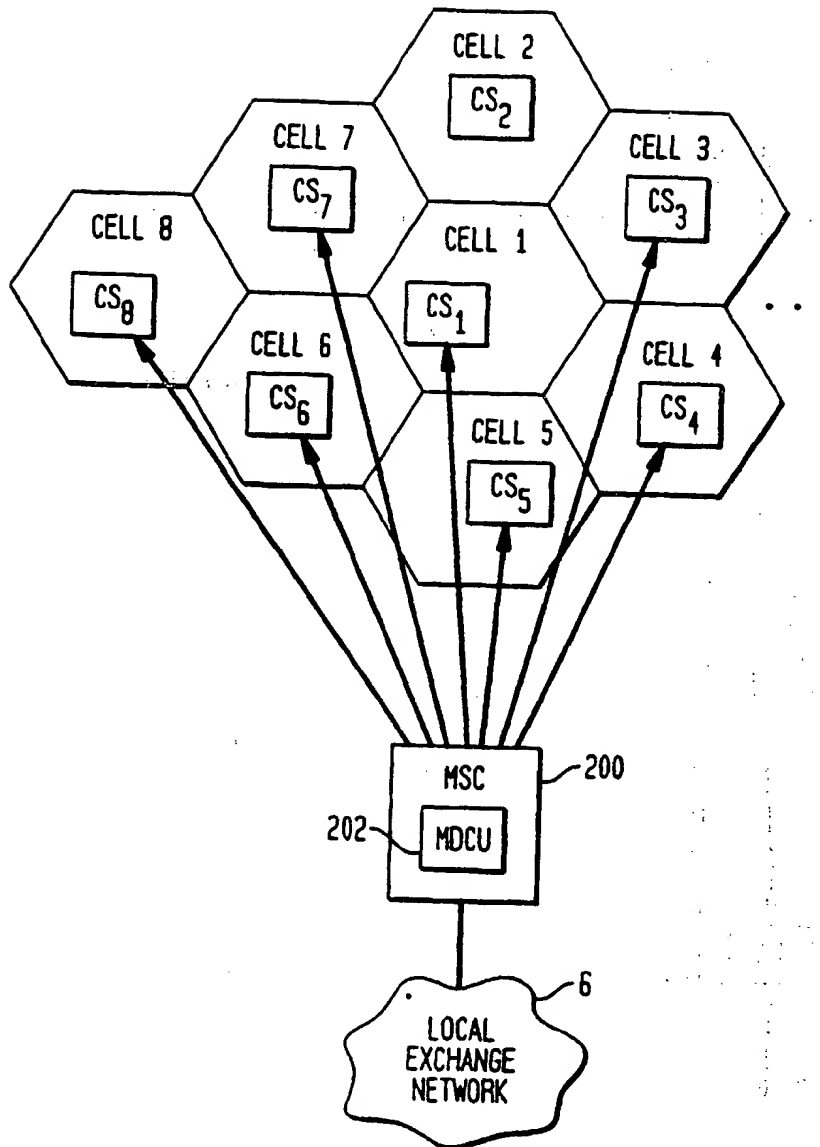 CELL 2
CS2
CELL 7
CS7
CELL 3
CS3
CELL 8
CS8
CELL 1
CS1
CELL 6
CS6
CELL 4
CS4
CELL 5
CS5
MSC
200
202
MDCU
6
LOCAL
EXCHANGE
NETWORK